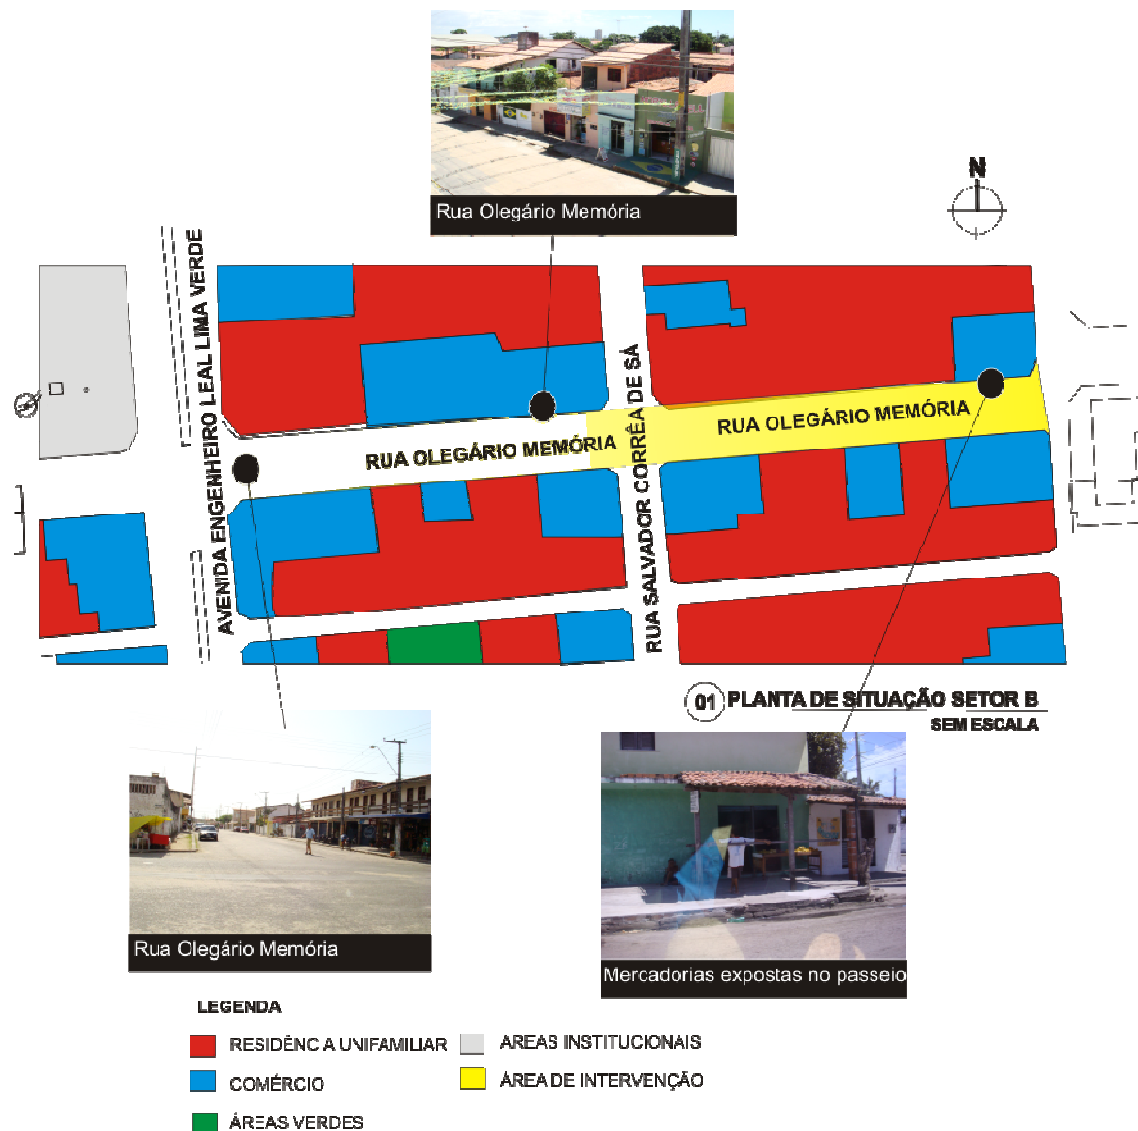 Rua Olegário Memória
N
AVENIDA ENGENHEIRO LEAL LIMA VERDE
RUA SALVADOR CORRÊA DE SÁ
RUA OLEGÁRIO MEMÓRIA
RUA OLEGÁRIO MEMÓRIA
01 PLANTA DE SITUAÇÃO SETOR B
SEM ESCALA
Rua Olegário Memória
Mercadorias expostas no passeio
LEGENDA
RESIDÊNC A UNIFAMILIAR
AREAS INSTITUCIONAIS
COMÉRCIO
ÁREA DE INTERVENÇÃO
ÁREAS VERDES